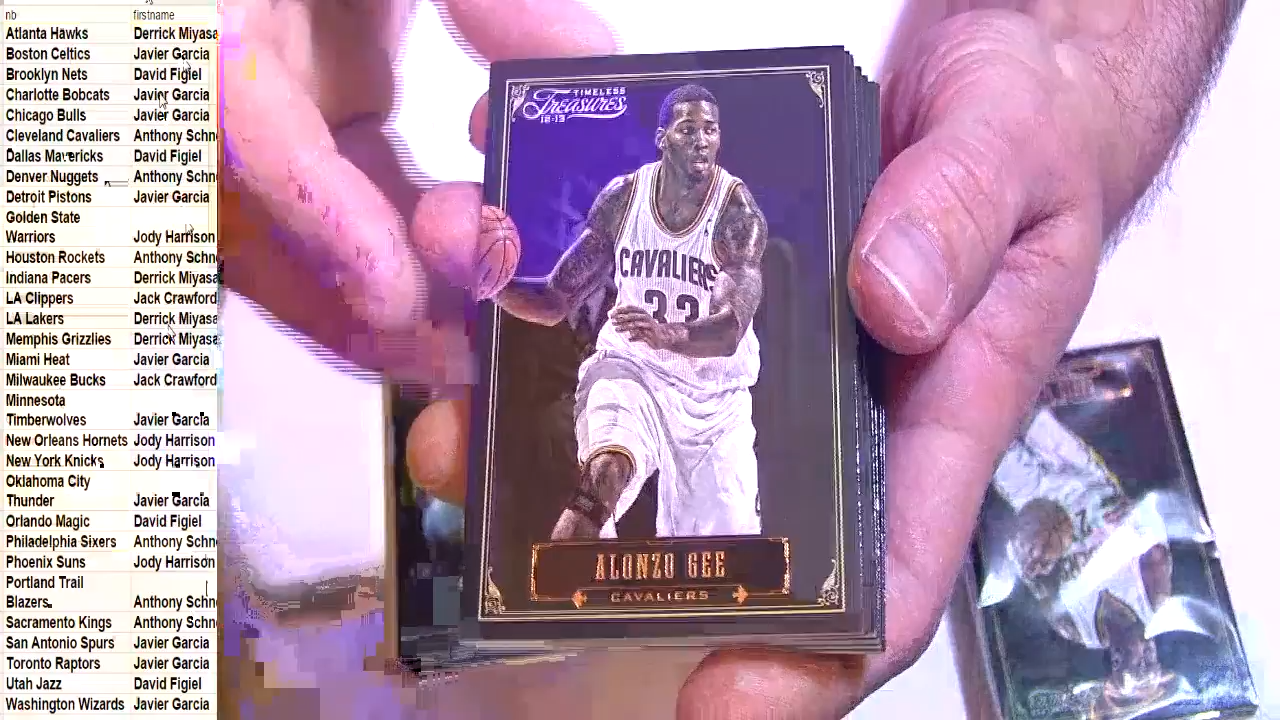 nb firstname
Atlanta Hawks Derrick Miyasa
Boston Celtics Javier Garcia
Brooklyn Nets David Figiel
Charlotte Bobcats Javier Garcia
Chicago Bulls Javier Garcia
Cleveland Cavaliers Anthony Schn
Dallas Mavericks David Figiel
Denver Nuggets Anthony Schn
Detroit Pistons Javier Garcia
Golden State
Warriors Jody Harrison
Houston Rockets Anthony Schn
Indiana Pacers Derrick Miyasa
LA Clippers Jack Crawford
LA Lakers Derrick Miyasa
Memphis Grizzlies Derrick Miyasa
Miami Heat Javier Garcia
Milwaukee Bucks Jack Crawford
Minnesota
Timberwolves Javier Garcia
New Orleans Hornets Jody Harrison
New York Knicks Jody Harrison
Oklahoma City
Thunder Javier Garcia
Orlando Magic David Figiel
Philadelphia Sixers Anthony Schn
Phoenix Suns Jody Harrison
Portland Trail
Blazers Anthony Schn
Sacramento Kings Anthony Schn
San Antonio Spurs Javier Garcia
Toronto Raptors Javier Garcia
Utah Jazz David Figiel
Washington Wizards Javier Garcia
TIMELESS
Treasures
12-13
CAVALIERS
33
ALONZO GEE
CAVALIERS